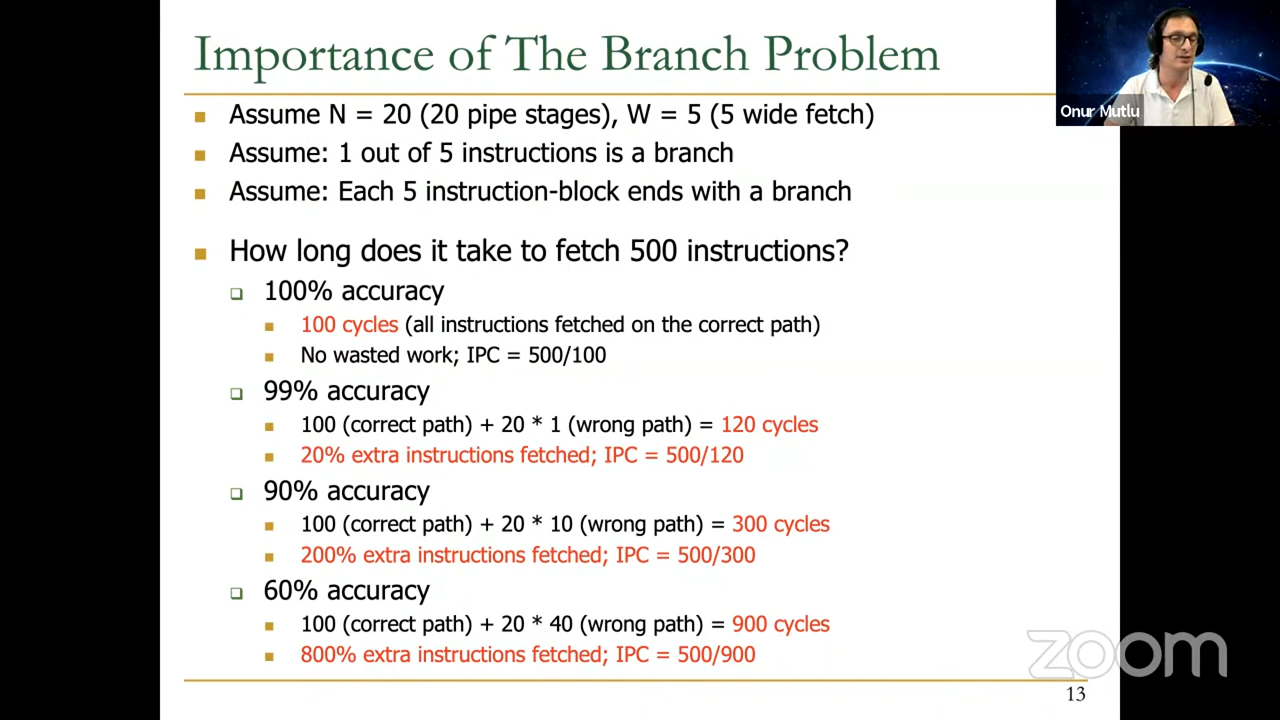 Importance of The Branch Problem
Onur Mutlu
Assume N = 20 (20 pipe stages), W = 5 (5 wide fetch)
Assume: 1 out of 5 instructions is a branch
Assume: Each 5 instruction-block ends with a branch
How long does it take to fetch 500 instructions?
100% accuracy
100 cycles (all instructions fetched on the correct path)
No wasted work; IPC = 500/100
99% accuracy
100 (correct path) + 20 * 1 (wrong path) = 120 cycles
20% extra instructions fetched; IPC = 500/120
90% accuracy
100 (correct path) + 20 * 10 (wrong path) = 300 cycles
200% extra instructions fetched; IPC = 500/300
60% accuracy
100 (correct path) + 20 * 40 (wrong path) = 900 cycles
800% extra instructions fetched; IPC = 500/900
zoom
13